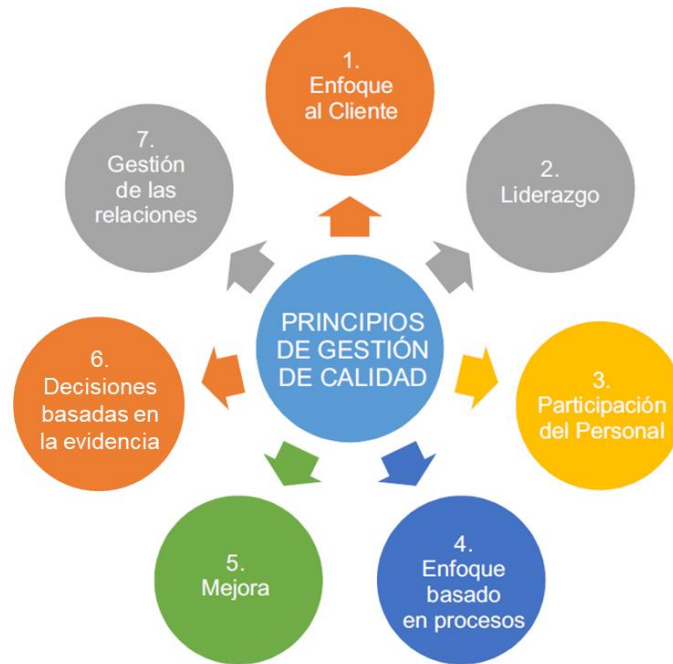 1.
Enfoque
al Cliente
2.
Liderazgo
3.
Participación
del Personal
4.
Enfoque
basado
en procesos
5.
Mejora
6.
Decisiones
basadas en
la evidencia
7.
Gestión
de las
relaciones
PRINCIPIOS
DE GESTIÓN
DE CALIDAD